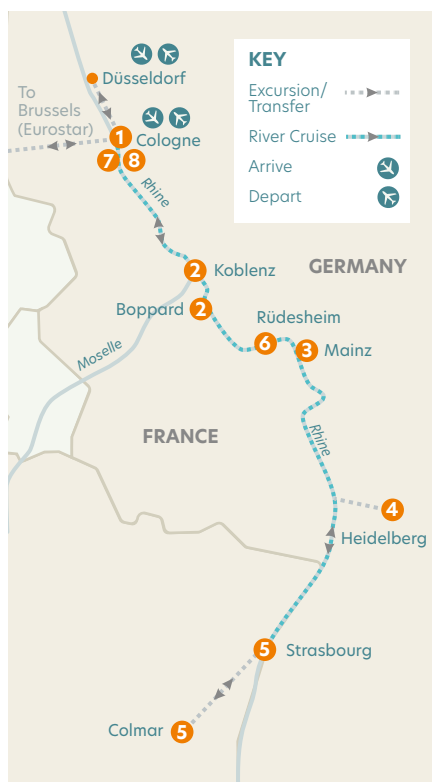 Düsseldorf
KEY
Excursion/
Transfer
River Cruise
Arrive
Depart
To
Brussels
(Eurostar)
1
Cologne
7
8
Rhine
2
Koblenz
GERMANY
Boppard
2
Rüdesheim
6
3
Mainz
Moselle
FRANCE
Rhine
4
Heidelberg
5
Strasbourg
Colmar
5